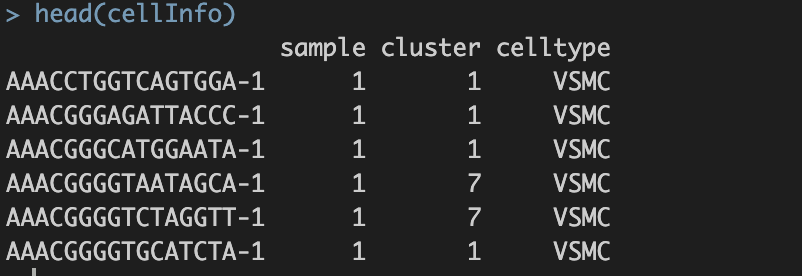 > head(cellInfo)
sample cluster celltype
AAACCTGGTCAGTGGA-1 1 1 VSMC
AAACGGGAGATTACCC-1 1 1 VSMC
AAACGGGCATGGAATA-1 1 1 VSMC
AAACGGGGTAATAGCA-1 1 7 VSMC
AAACGGGGTCTAGGTT-1 1 7 VSMC
AAACGGGGTGCATCTA-1 1 1 VSMC